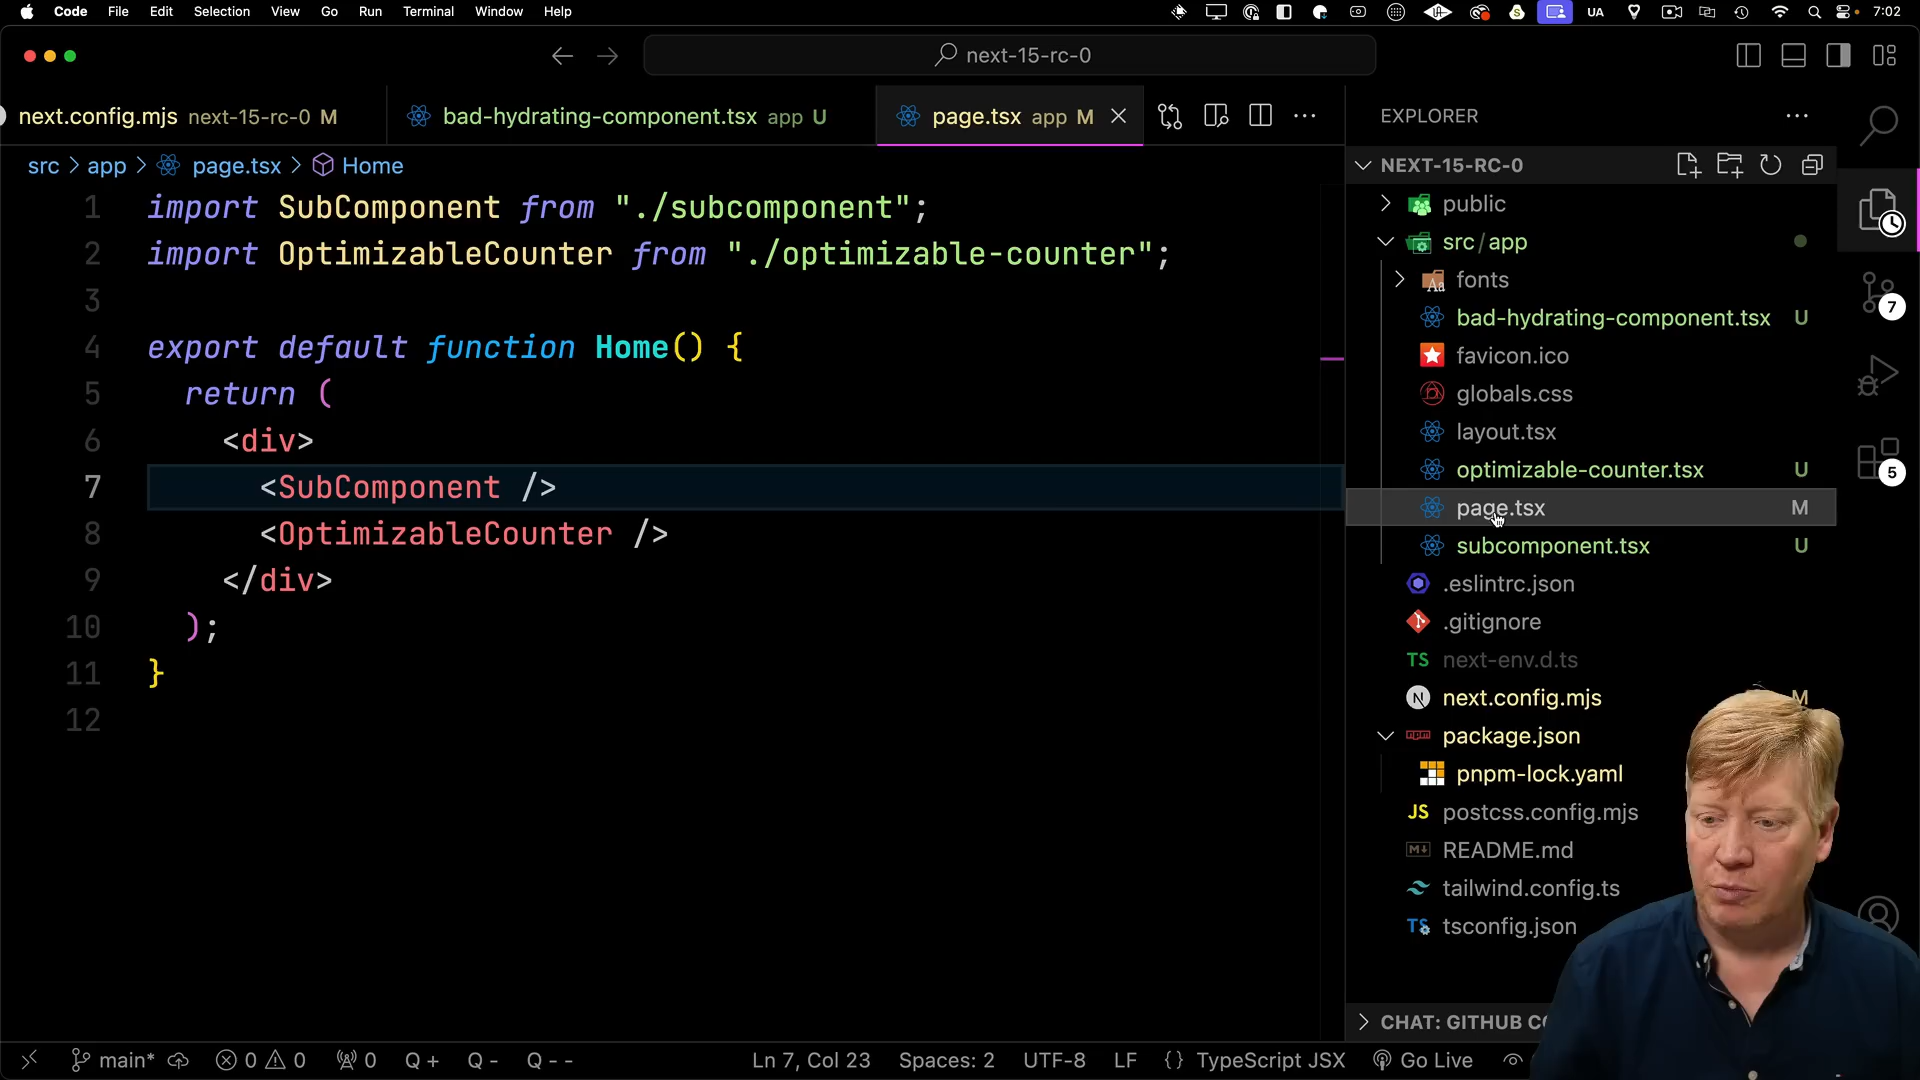 Code File Edit Selection View Go Run Terminal Window Help UA 7:02
next-15-rc-0
next.config.mjs next-15-rc-0 M bad-hydrating-component.tsx app U page.tsx app M
src > app > page.tsx > Home
1 import SubComponent from "./subcomponent";
2 import OptimizableCounter from "./optimizable-counter";
3
4 export default function Home() {
5 return (
6 <div>
7 <SubComponent />
8 <OptimizableCounter />
9 </div>
10 );
11 }
12
EXPLORER
NEXT-15-RC-0
public
src/app
fonts
bad-hydrating-component.tsx U
favicon.ico
globals.css
layout.tsx
optimizable-counter.tsx U
page.tsx M
subcomponent.tsx U
.eslintrc.json
.gitignore
TS next-env.d.ts
N next.config.mjs M
package.json
pnpm-lock.yaml
JS postcss.config.mjs
README.md
tailwind.config.ts
TS tsconfig.json
CHAT: GITHUB
7
5
main* 0 0 0 Q + Q - Q - - Ln 7, Col 23 Spaces: 2 UTF-8 LF {} TypeScript JSX Go Live